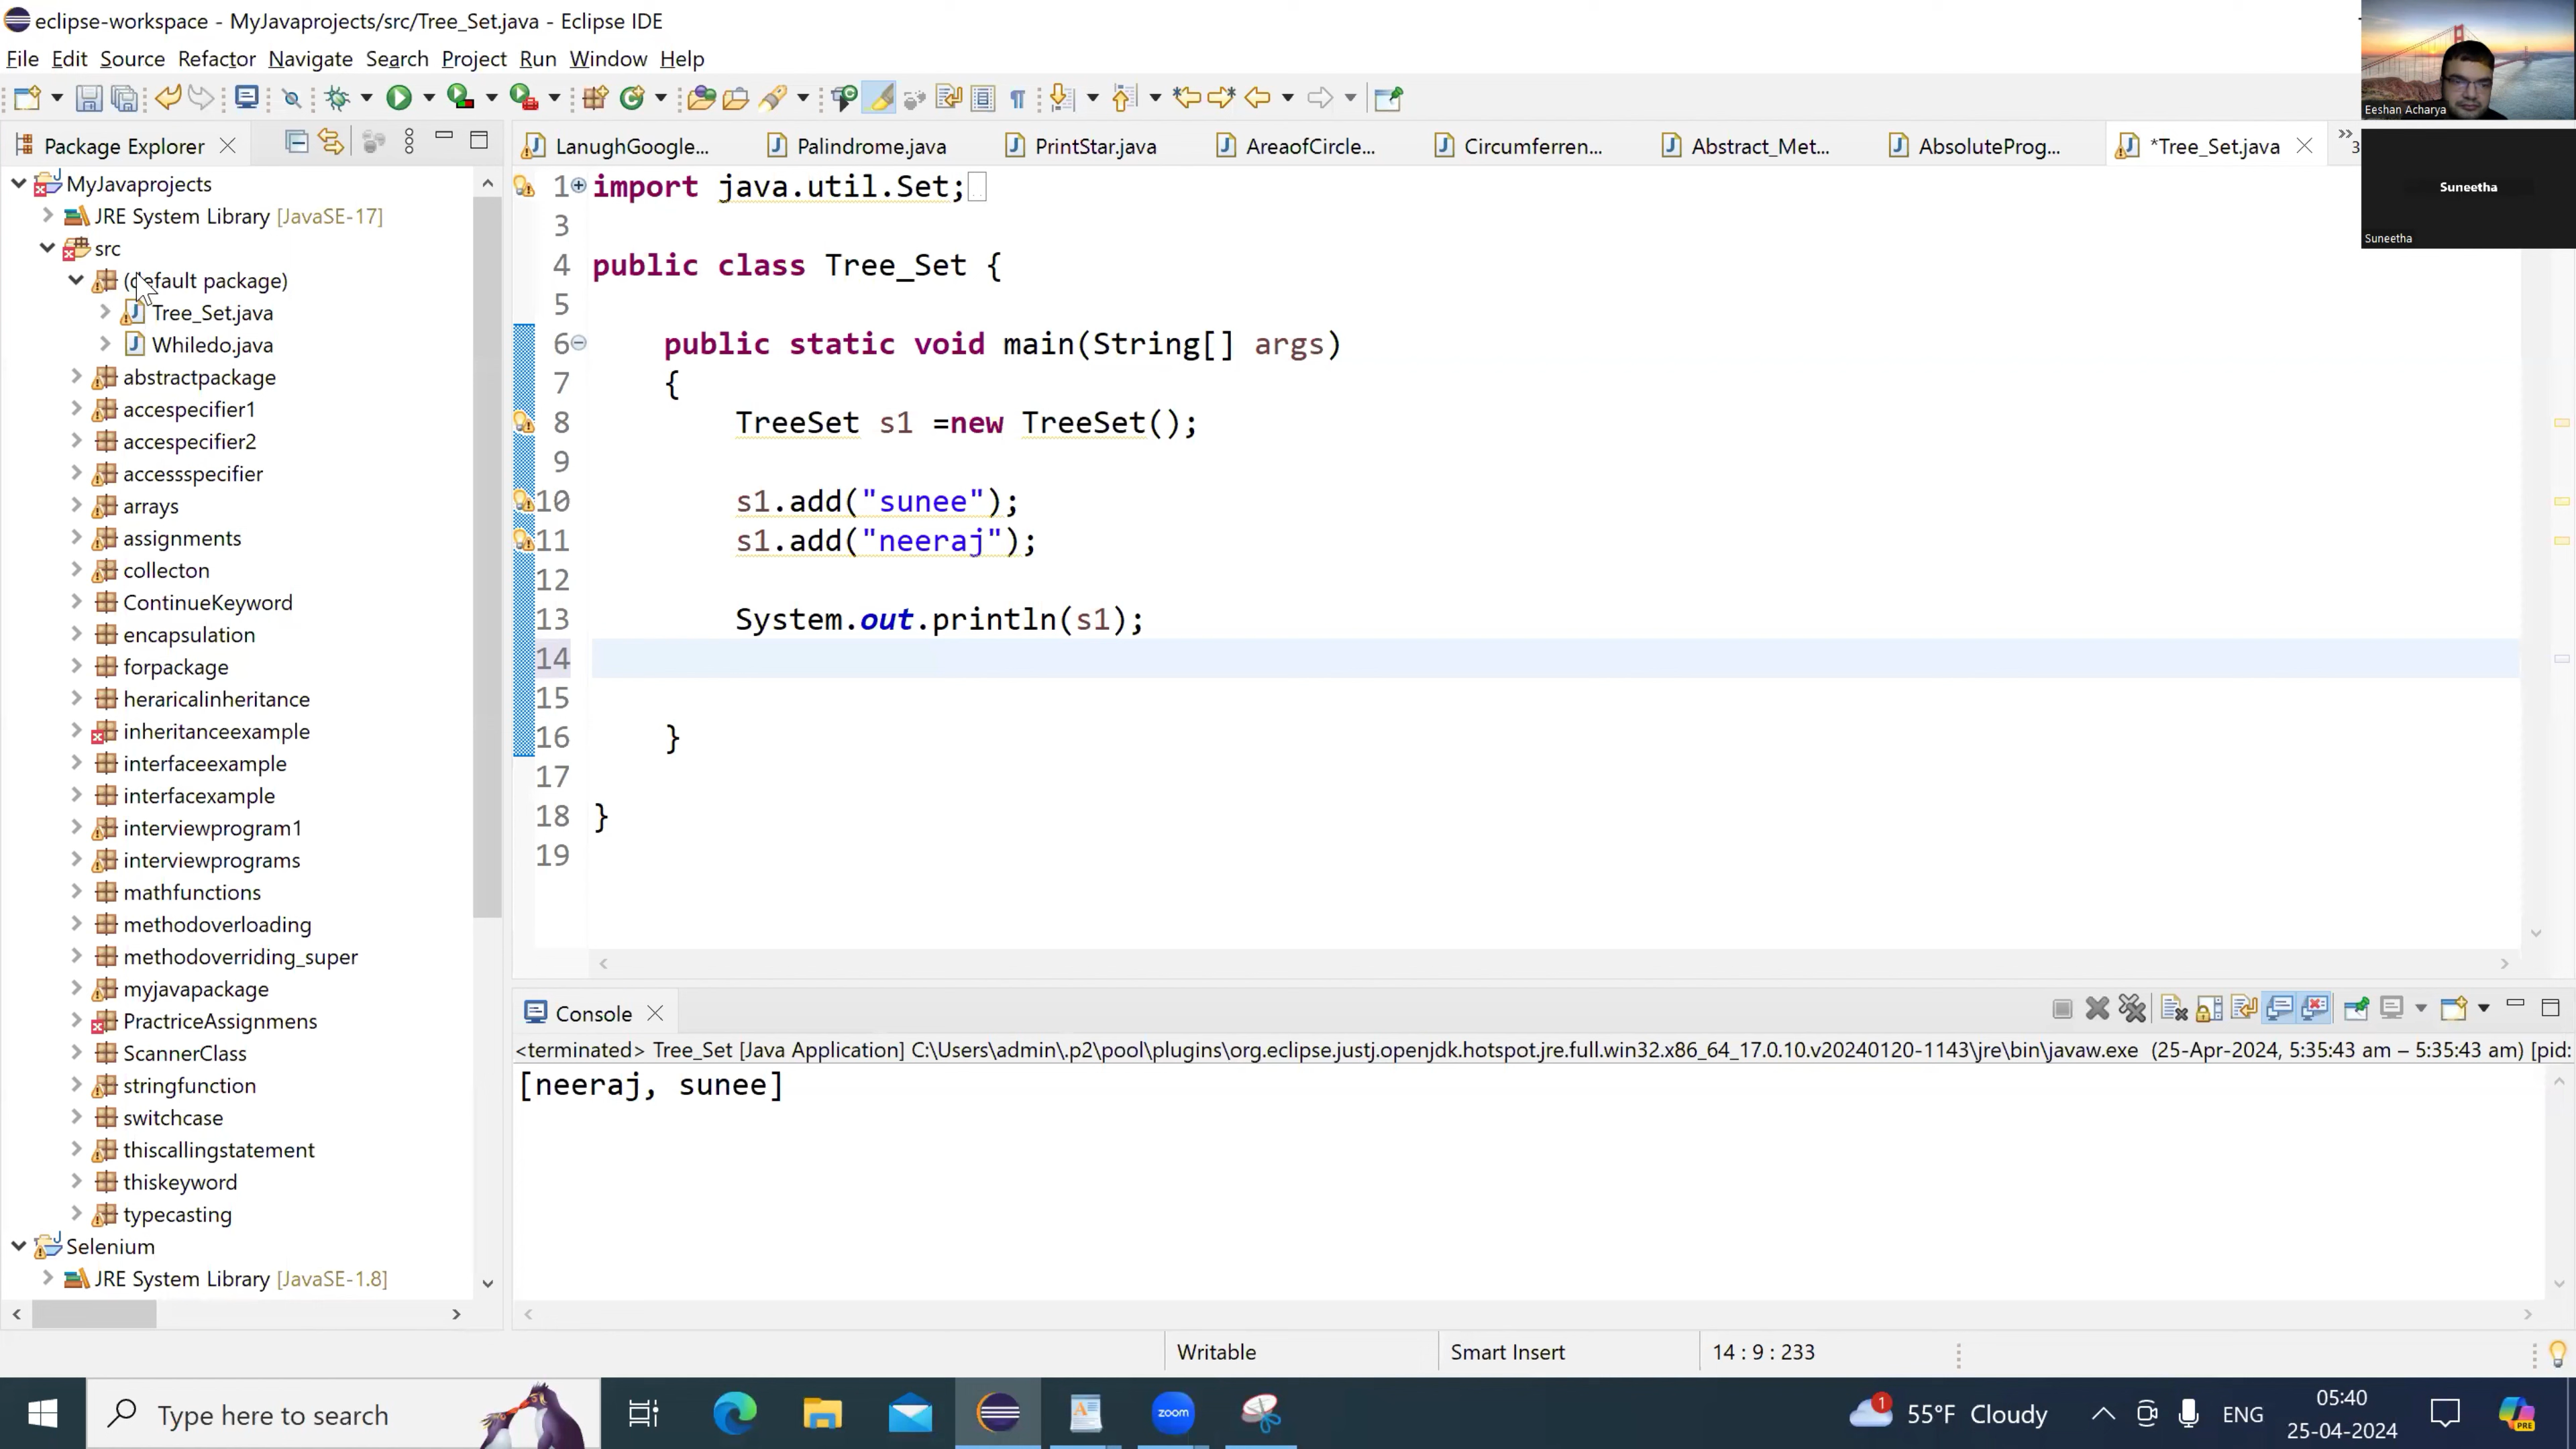 eclipse-workspace - MyJavaprojects/src/Tree_Set.java - Eclipse IDE
File Edit Source Refactor Navigate Search Project Run Window Help
Eeshan Acharya
Suneetha
Suneetha
Package Explorer
MyJavaprojects
JRE System Library [JavaSE-17]
src
(default package)
Tree_Set.java
Whiledo.java
abstractpackage
accespecifier1
accespecifier2
accessspecifier
arrays
assignments
collecton
ContinueKeyword
encapsulation
forpackage
heraricalinheritance
inheritanceexample
interfaceexample
interfacexample
interviewprogram1
interviewprograms
mathfunctions
methodoverloading
methodoverriding_super
myjavapackage
PractriceAssignmens
ScannerClass
stringfunction
switchcase
thiscallingstatement
thiskeyword
typecasting
Selenium
JRE System Library [JavaSE-1.8]
LanughGoogle... Palindrome.java PrintStar.java AreaofCircle... Circumferren... Abstract_Met... AbsoluteProg... *Tree_Set.java » 3
1 import java.util.Set;
3
4 public class Tree_Set {
5
6 public static void main(String[] args)
7 {
8 TreeSet s1 =new TreeSet();
9
10 s1.add("sunee");
11 s1.add("neeraj");
12
13 System.out.println(s1);
14
15
16 }
17
18 }
19
Console
<terminated> Tree_Set [Java Application] C:\Users\admin\.p2\pool\plugins\org.eclipse.justj.openjdk.hotspot.jre.full.win32.x86_64_17.0.10.v20240120-1143\jre\bin\javaw.exe (25-Apr-2024, 5:35:43 am – 5:35:43 am) [pid:
[neeraj, sunee]
Writable Smart Insert 14 : 9 : 233
Type here to search
zoom
1
55°F Cloudy
ENG
05:40
25-04-2024
PRE